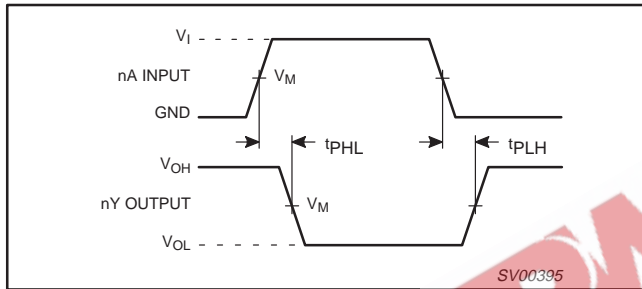 VI
nA INPUT
VM
GND
tPHL
tPLH
VOH
nY OUTPUT
VM
VOL
SV00395